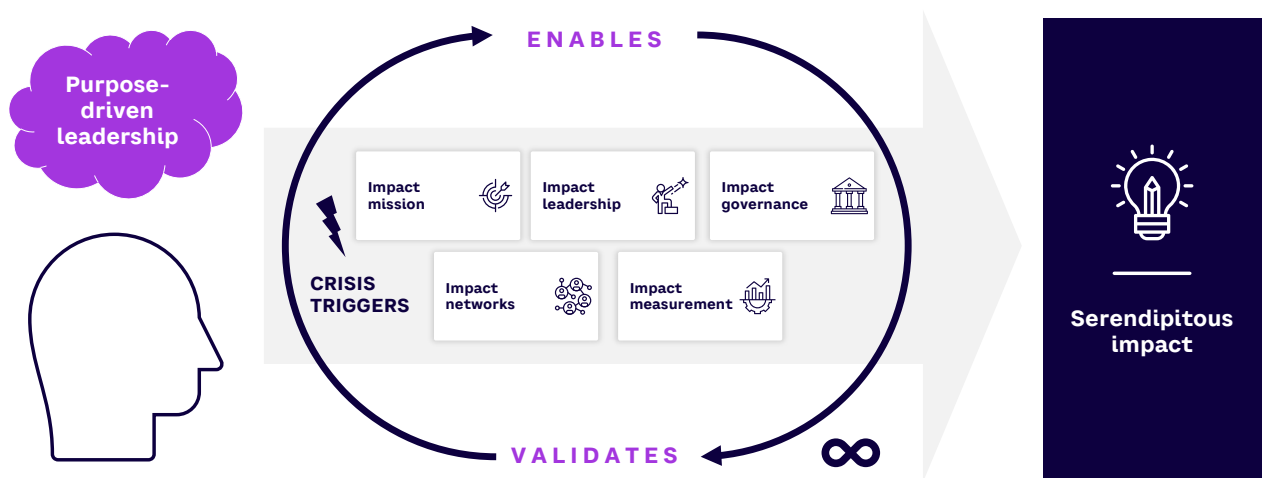 Purpose-
driven
leadership
ENABLES
Impact
mission
Impact
leadership
Impact
governance
CRISIS
TRIGGERS
Impact
networks
Impact
measurement
VALIDATES
Serendipitous
impact